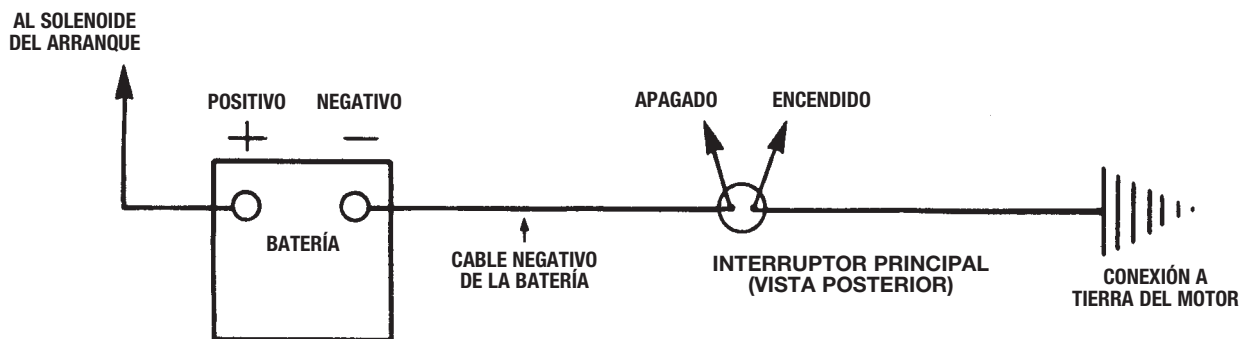 AL SOLENOIDE
DEL ARRANQUE
POSITIVO
NEGATIVO
+
−
BATERÍA
CABLE NEGATIVO
DE LA BATERÍA
APAGADO
ENCENDIDO
INTERRUPTOR PRINCIPAL
(VISTA POSTERIOR)
CONEXIÓN A
TIERRA DEL MOTOR